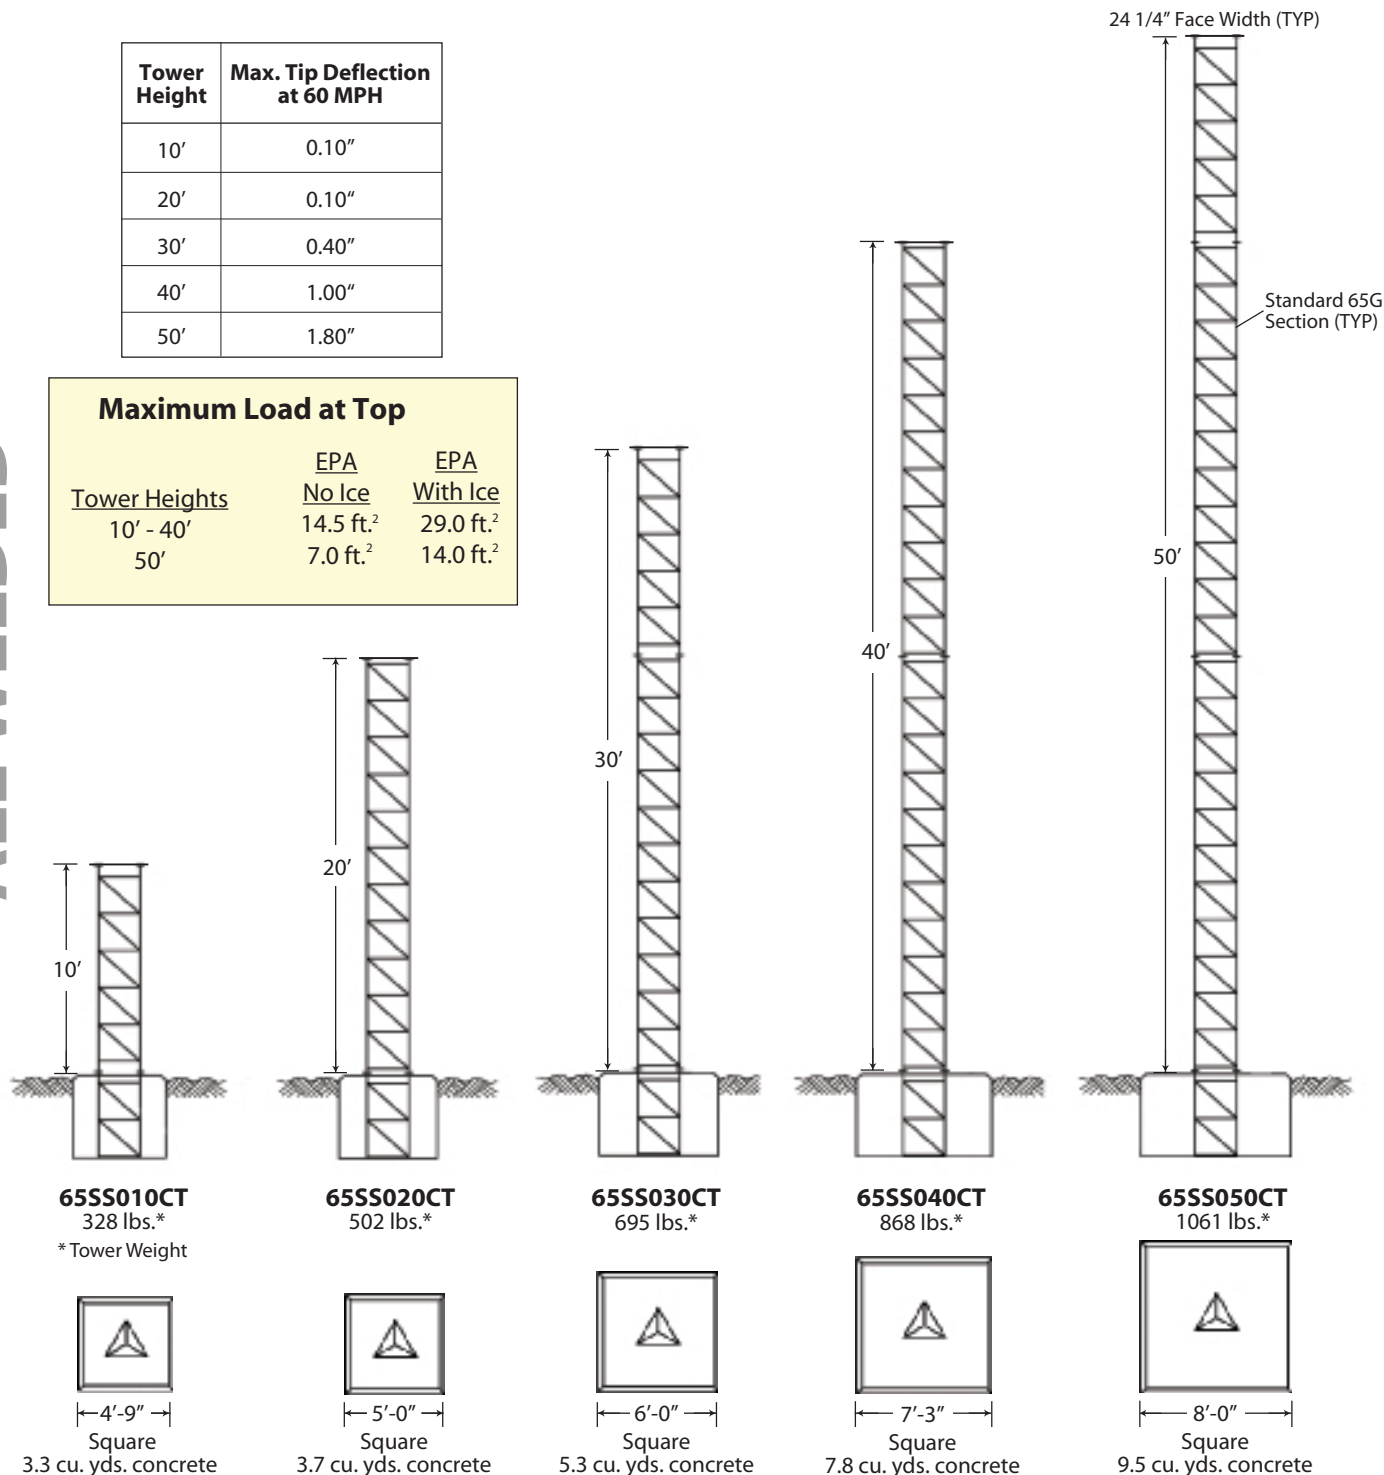 24 1/4” Face Width (TYP)
Tower Height
Max. Tip Deflection at 60 MPH
10’ 0.10”
20’ 0.10“
30’ 0.40”
40’ 1.00“
50’ 1.80”
Maximum Load at Top
Tower Heights
EPA No Ice
EPA With Ice
10’ - 40’ 14.5 ft.² 29.0 ft.²
50’ 7.0 ft.² 14.0 ft.²
Standard 65G
Section (TYP)
10’
20’
30’
40’
50’
65SS010CT
328 lbs.*
* Tower Weight
65SS020CT
502 lbs.*
65SS030CT
695 lbs.*
65SS040CT
868 lbs.*
65SS050CT
1061 lbs.*
4’-9”
Square
3.3 cu. yds. concrete
5’-0”
Square
3.7 cu. yds. concrete
6’-0”
Square
5.3 cu. yds. concrete
7’-3”
Square
7.8 cu. yds. concrete
8’-0”
Square
9.5 cu. yds. concrete